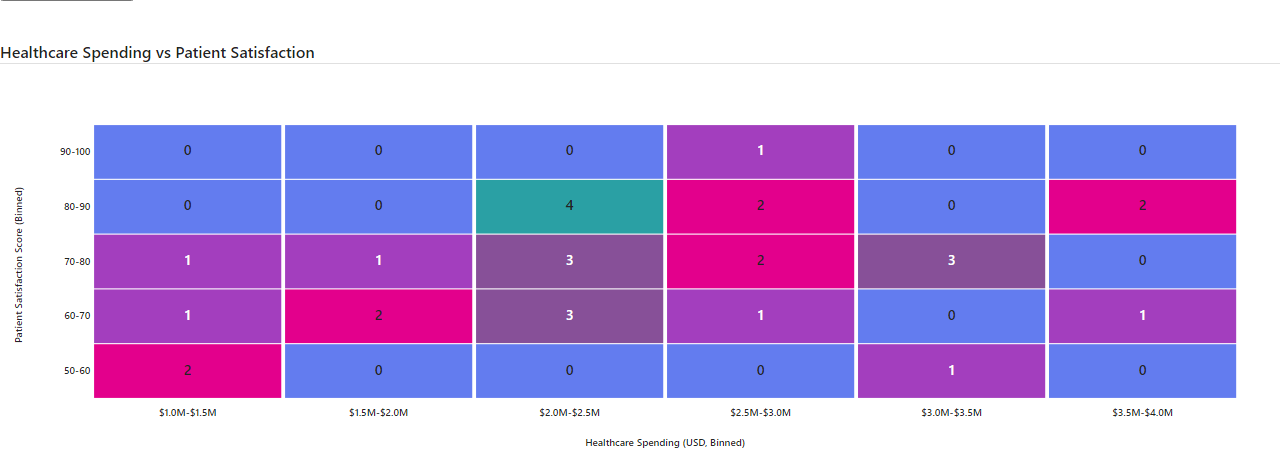 Healthcare Spending vs Patient Satisfaction
Patient Satisfaction Score (Binned)
90-100 0 0 0 1 0 0
80-90 0 0 4 2 0 2
70-80 1 1 3 2 3 0
60-70 1 2 3 1 0 1
50-60 2 0 0 0 1 0
$1.0M-$1.5M $1.5M-$2.0M $2.0M-$2.5M $2.5M-$3.0M $3.0M-$3.5M $3.5M-$4.0M
Healthcare Spending (USD, Binned)